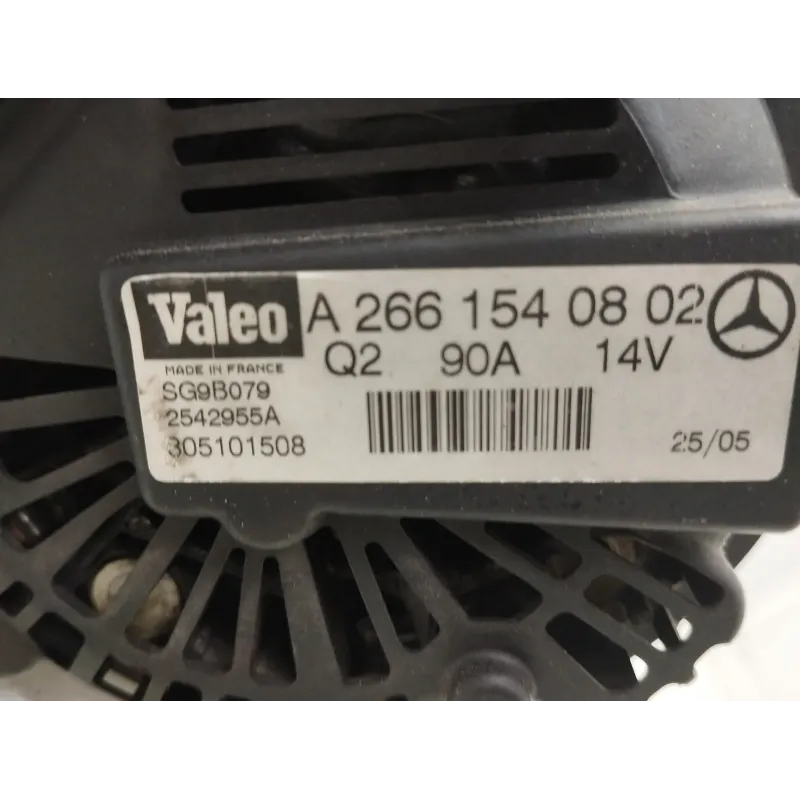 Valeo A 266 154 08 02
MADE IN FRANCE Q2 90A 14V
SG9B079
2542955A
305101508
25/05